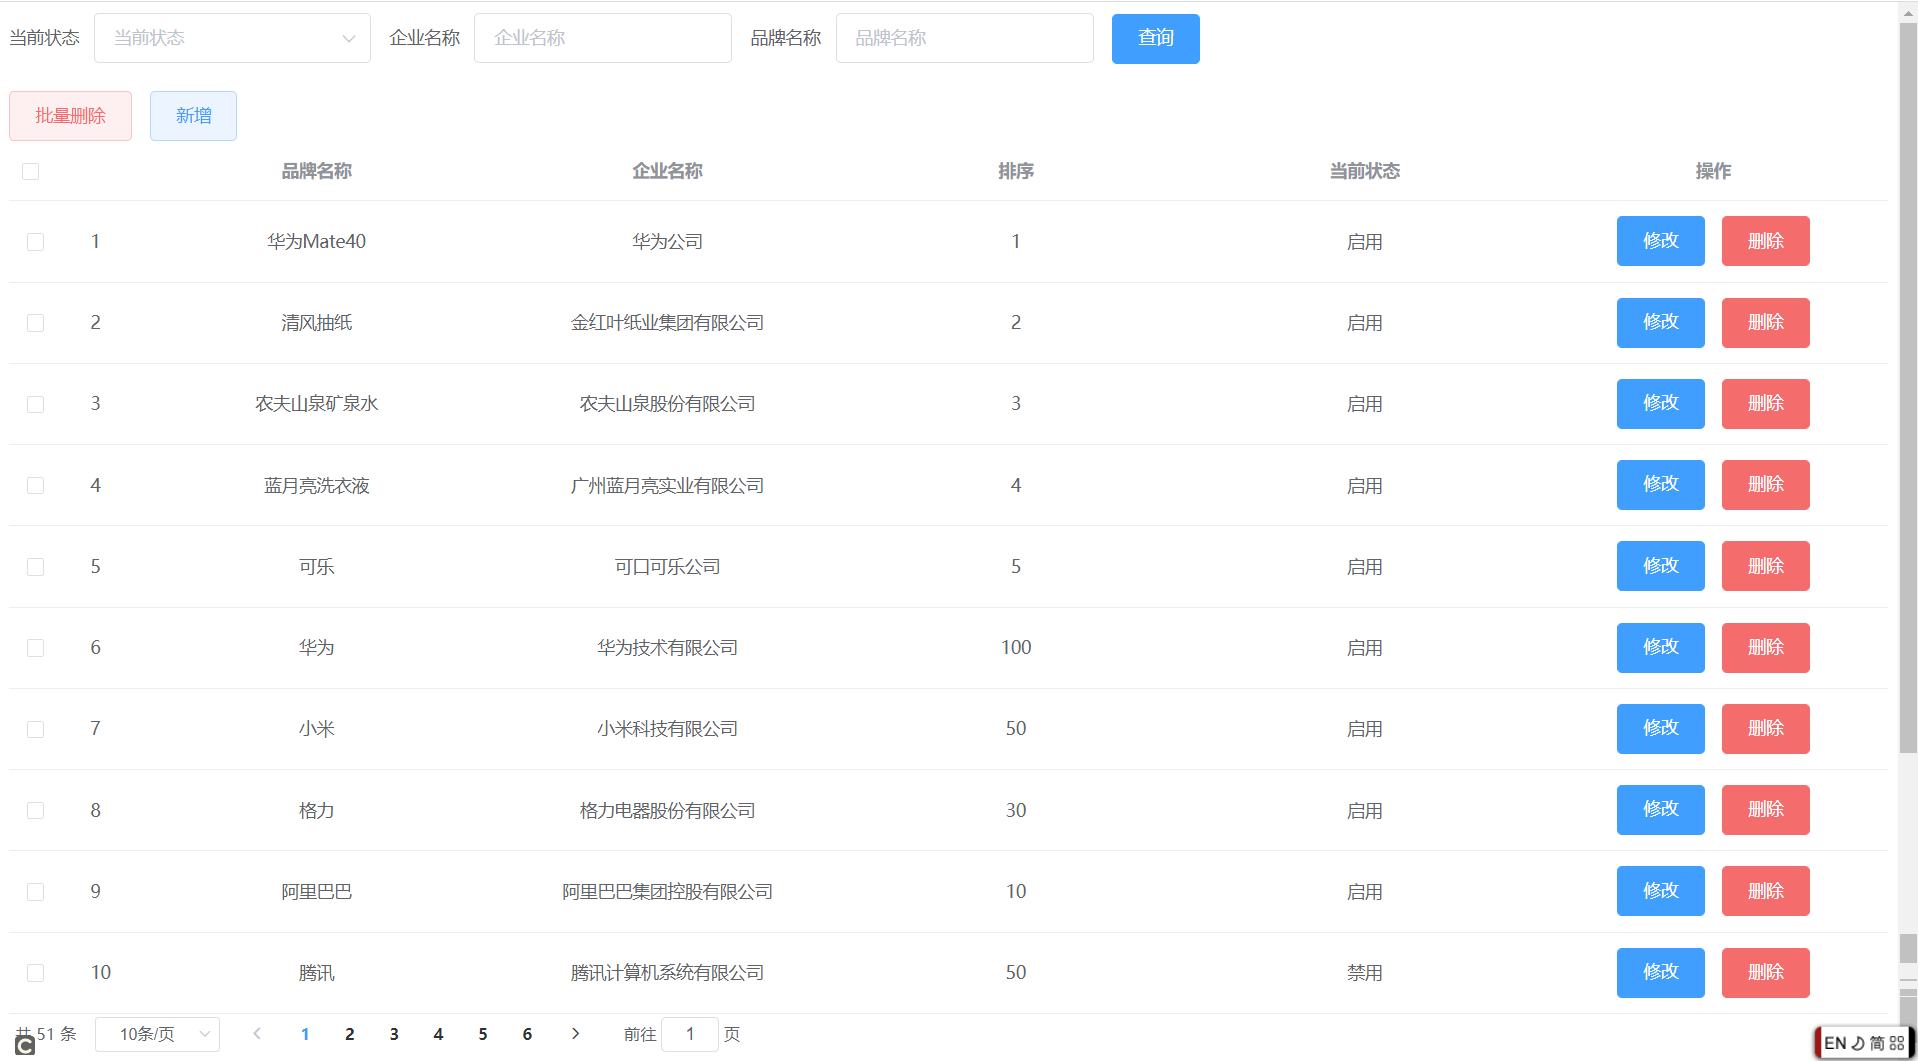 当前状态 当前状态 企业名称 企业名称 品牌名称 品牌名称 查询
批量删除 新增
品牌名称 企业名称 排序 当前状态 操作
1 华为Mate40 华为公司 1 启用 修改 删除
2 清风抽纸 金红叶纸业集团有限公司 2 启用 修改 删除
3 农夫山泉矿泉水 农夫山泉股份有限公司 3 启用 修改 删除
4 蓝月亮洗衣液 广州蓝月亮实业有限公司 4 启用 修改 删除
5 可乐 可口可乐公司 5 启用 修改 删除
6 华为 华为技术有限公司 100 启用 修改 删除
7 小米 小米科技有限公司 50 启用 修改 删除
8 格力 格力电器股份有限公司 30 启用 修改 删除
9 阿里巴巴 阿里巴巴集团控股有限公司 10 启用 修改 删除
10 腾讯 腾讯计算机系统有限公司 50 禁用 修改 删除
共 51 条 10条/页 1 2 3 4 5 6 前往 1 页
EN 简